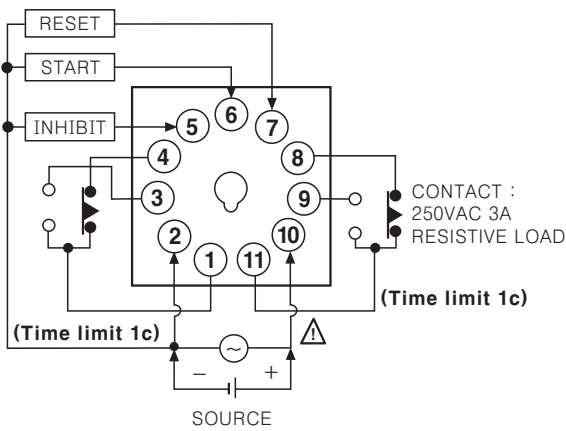 RESET
START
INHIBIT
6
5
7
4
8
3
9
2
10
1
11
CONTACT :
250VAC 3A
RESISTIVE LOAD
(Time limit 1c)
(Time limit 1c)
~
!
− +
SOURCE